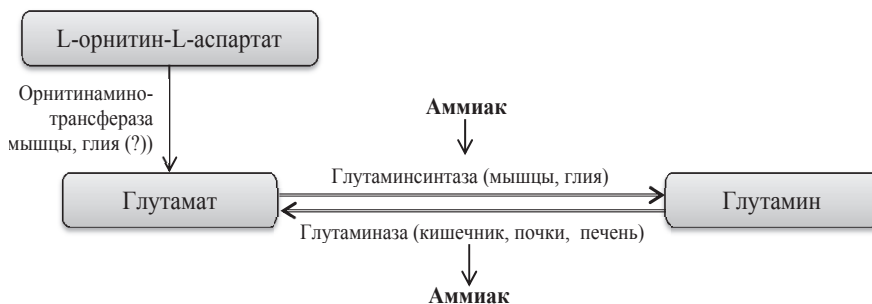 L-орнитин-L-аспартат
Орнитинамино-
трансфераза
мышцы, глия (?))
Аммиак
Глутаминсинтаза (мышцы, глия)
Глутамат
Глутамин
Глутаминаза (кишечник, почки, печень)
Аммиак